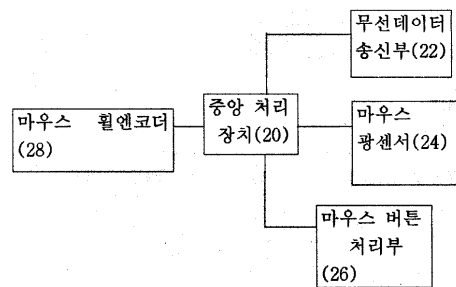 무선데이터
송신부(22)
중앙 처리
장치(20)
마우스 휠엔코더
(28)
마우스
광센서(24)
마우스 버튼
처리부
(26)